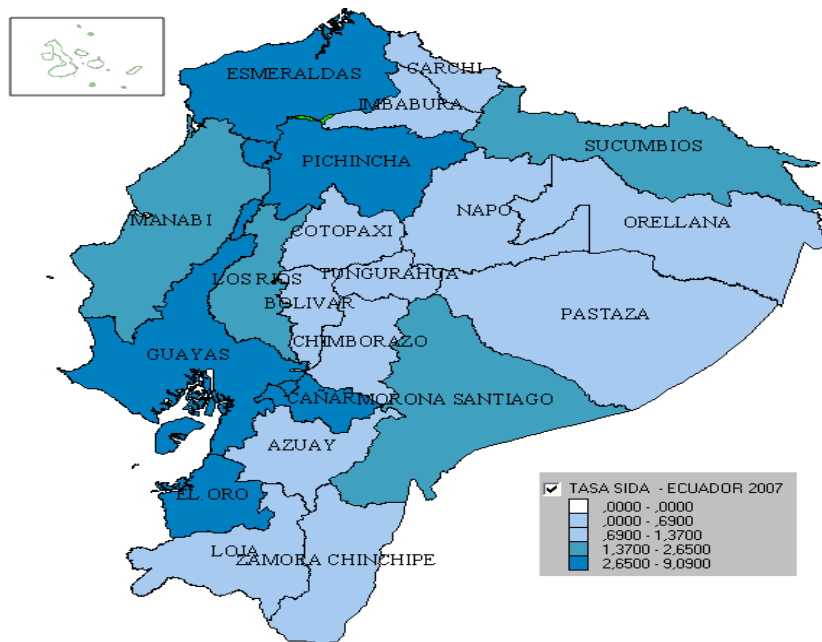 CARCHI
ESMERALDAS
IMBABURA
SUCUMBIOS
PICHINCHA
NAPO
MANABI
ORELLANA
COTOPAXI
TUNGURAHUA
LOS RIOS
BOLIVAR
PASTAZA
CHIMBORAZO
GUAYAS
CAÑAR
MORONA SANTIAGO
AZUAY
EL ORO
LOJA
ZAMORA CHINCHIPE
TASA SIDA - ECUADOR 2007
,0000 - ,0000
,0000 - ,6900
,6900 - 1,3700
1,3700 - 2,6500
2,6500 - 9,0900